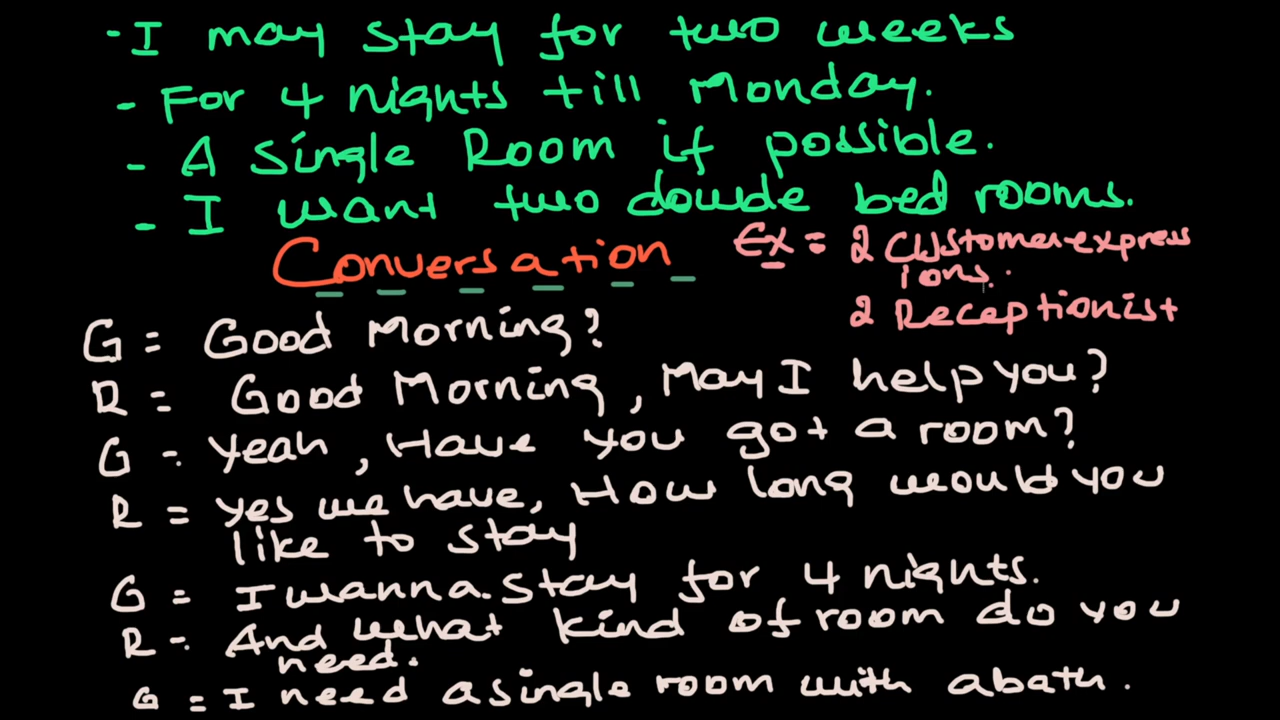 - I may stay for two weeks
- For 4 nights till Monday.
- A single Room if possible.
- I want two doude bed rooms.
Conversation
Ex = 2 Customer express
ions.
2 Receptionist
G = Good Morning?
R = Good Morning, May I help you?
G = Yeah, Have you got a room?
R = yes we have, How long would you
like to stay
G = I wanna. stay for 4 nights.
R = And what kind of room do you
need.
G = I need a single room with a bath.